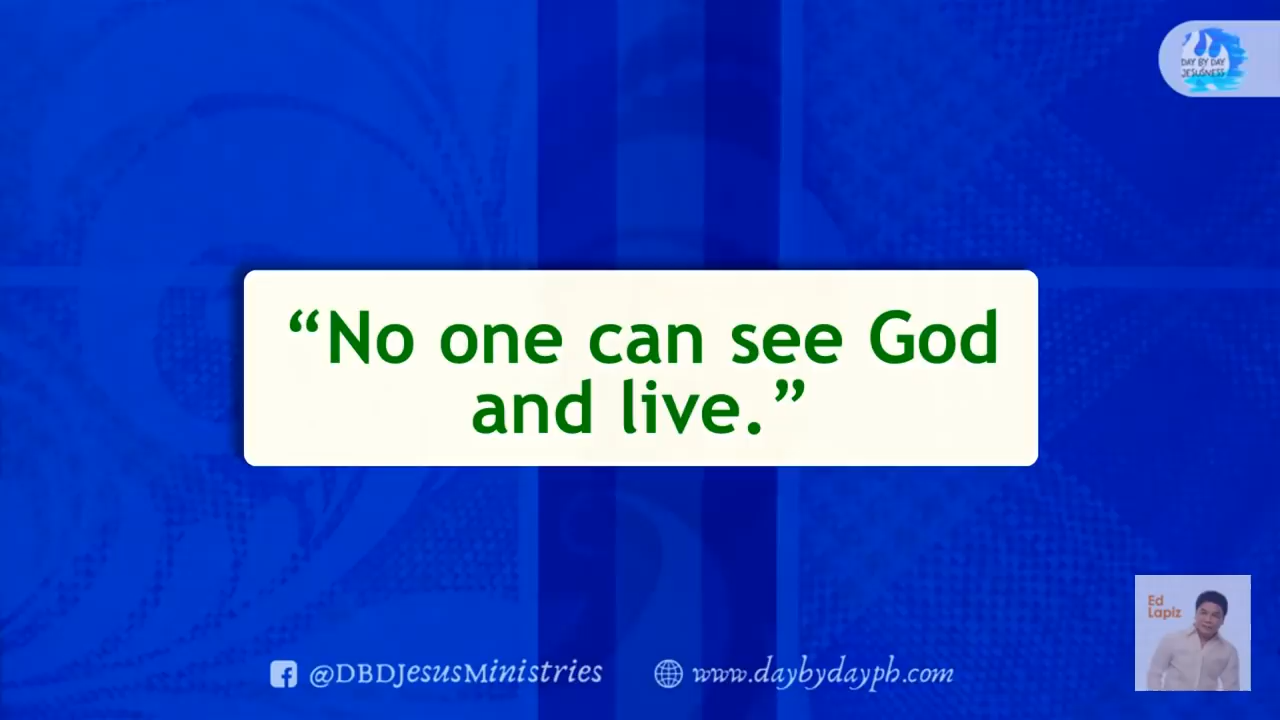 DAY BY DAY
JESUSNESS
“No one can see God
and live.”
Ed
Lapiz
@DBDJesusMinistries
www.daybydayph.com